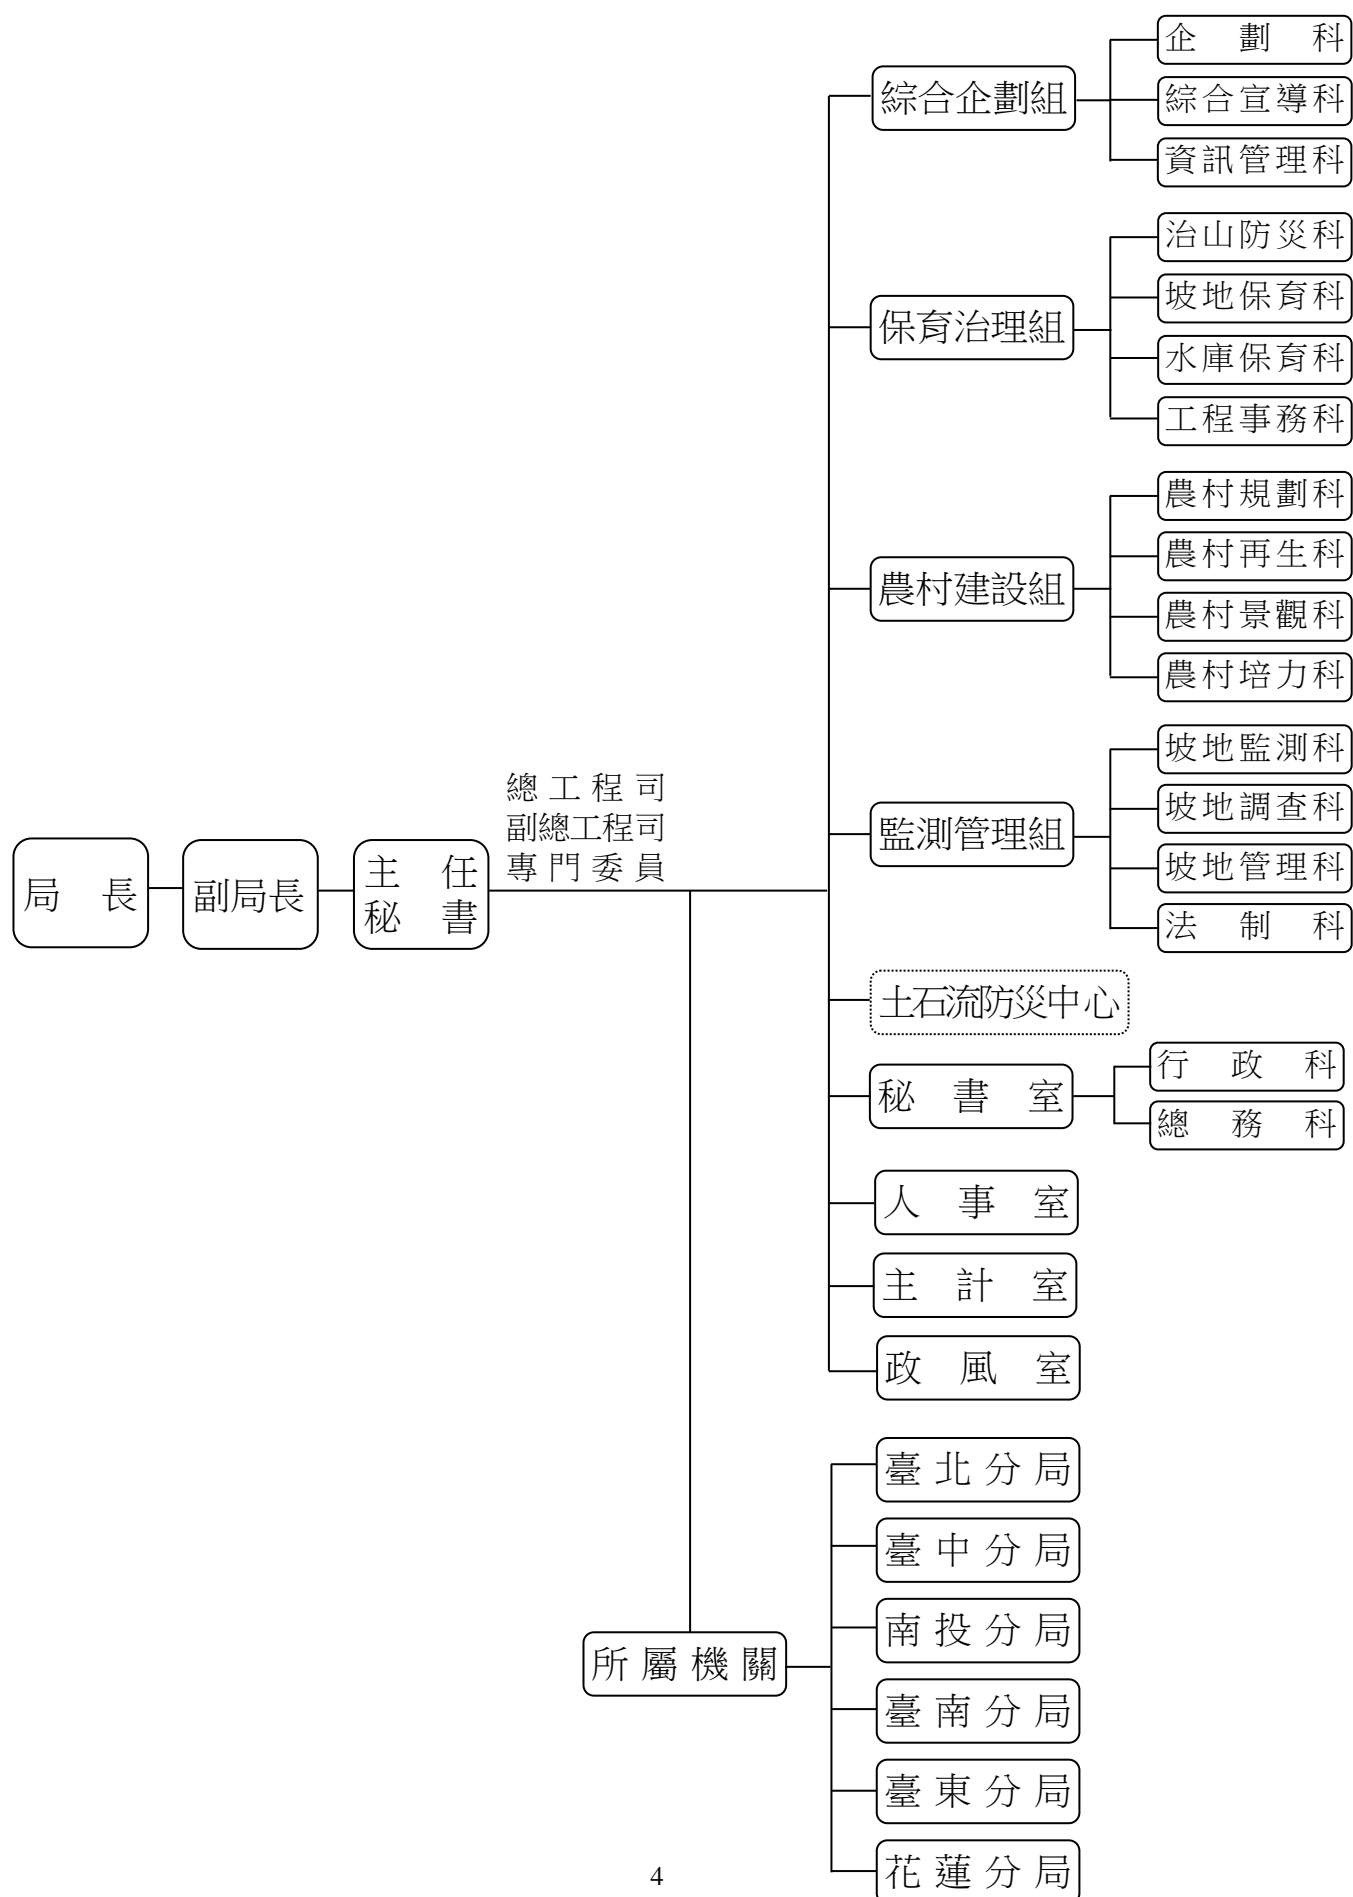 企劃科
綜合企劃組
綜合宣導科
資訊管理科
治山防災科
坡地保育科
保育治理組
水庫保育科
工程事務科
農村規劃科
農村再生科
農村建設組
農村景觀科
農村培力科
坡地監測科
坡地調查科
監測管理組
坡地管理科
法制科
總工程司
副總工程司
專門委員
局長
副局長
主任
秘書
土石流防災中心
秘書室
行政科
總務科
人事室
主計室
政風室
所屬機關
臺北分局
臺中分局
南投分局
臺南分局
臺東分局
花蓮分局
4